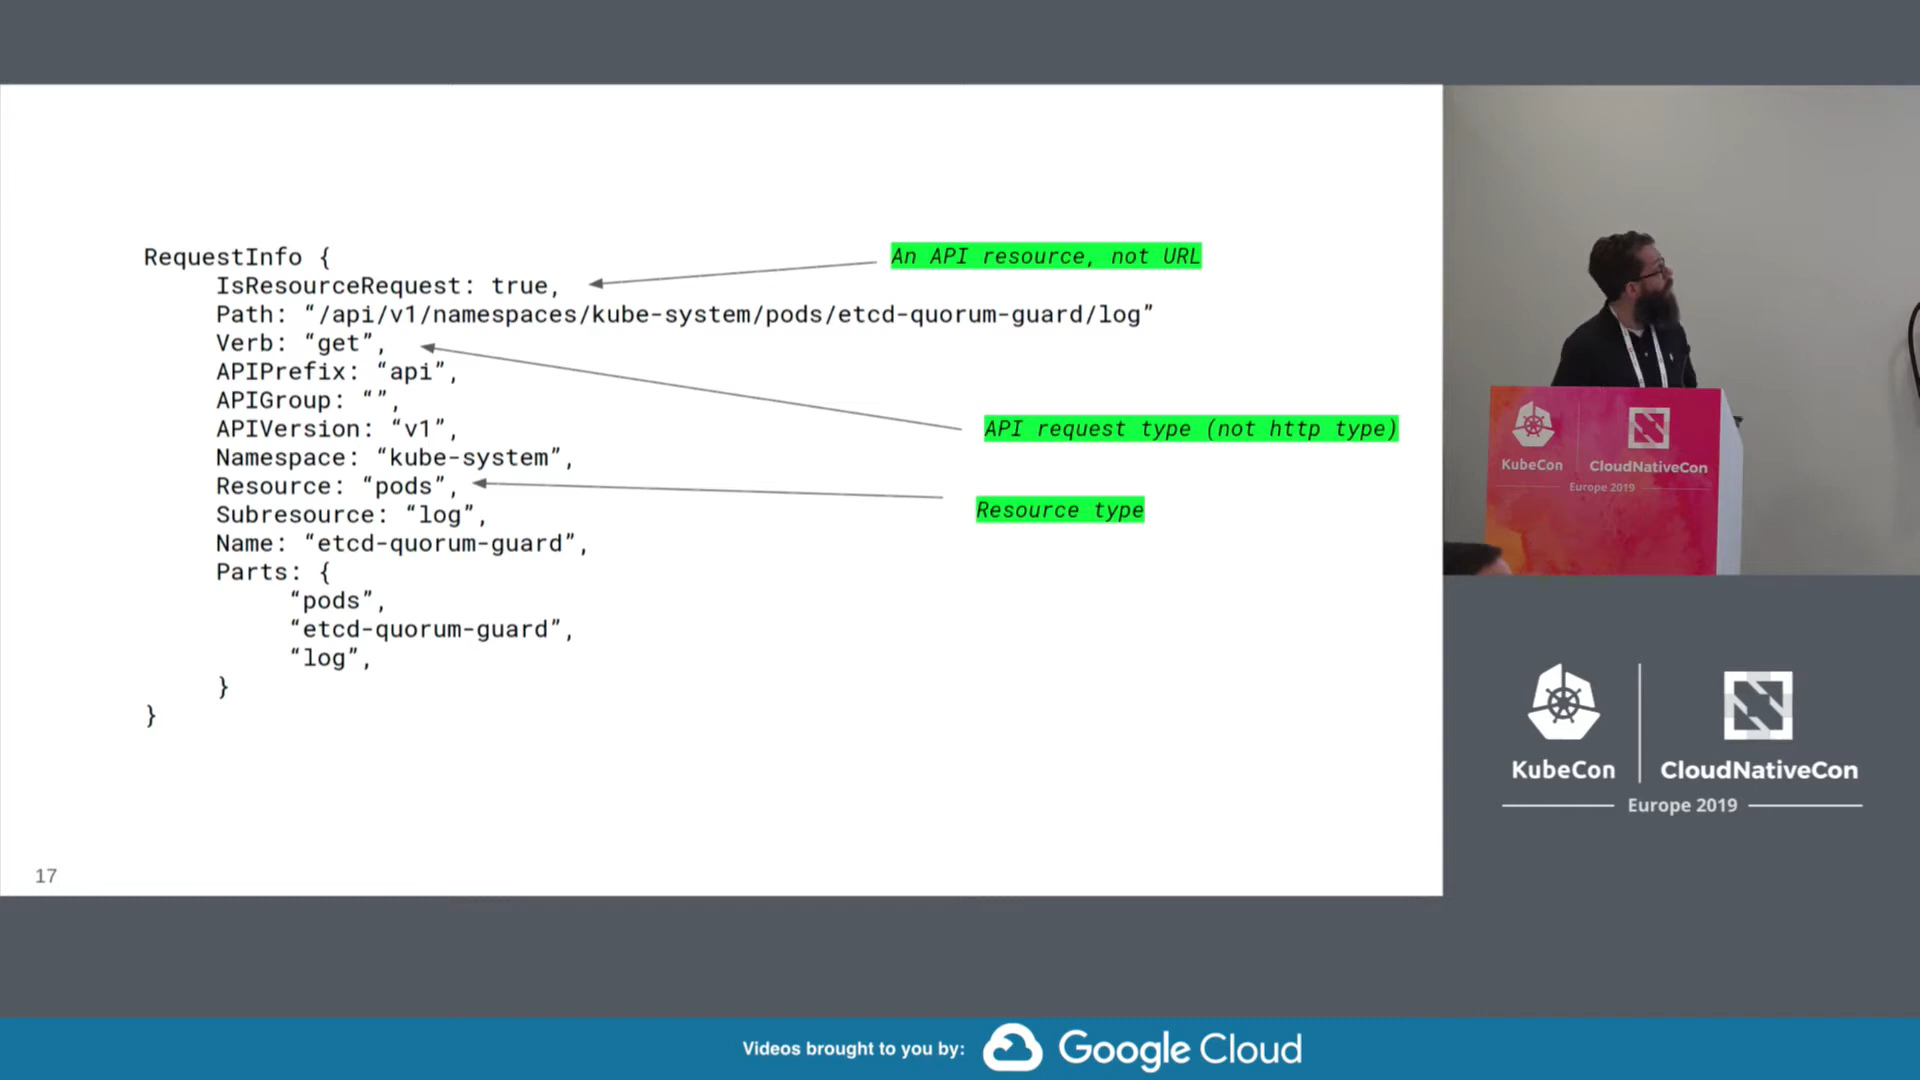 RequestInfo {
IsResourceRequest: true,
Path: “/api/v1/namespaces/kube-system/pods/etcd-quorum-guard/log”
Verb: “get”,
APIPrefix: “api”,
APIGroup: “”,
APIVersion: “v1”,
Namespace: “kube-system”,
Resource: “pods”,
Subresource: “log”,
Name: “etcd-quorum-guard”,
Parts: {
“pods”,
“etcd-quorum-guard”,
“log”,
}
}
An API resource, not URL
API request type (not http type)
Resource type
17
KubeCon
CloudNativeCon
Europe 2019
KubeCon
CloudNativeCon
Europe 2019
Videos brought to you by:
Google Cloud